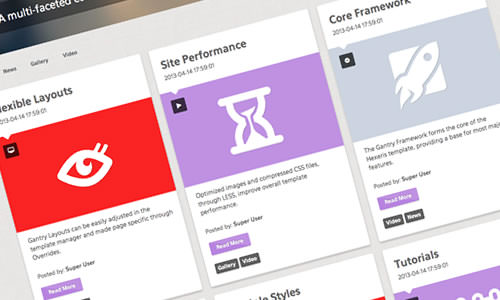 A multi-faceted
News
Gallery
Video
exible Layouts
2013-04-14 17:59:01
Gantry Layouts can be easily adjusted in the
template manager and made page specific through
Overrides.
Posted by: Super User
Read More
Site Performance
2013-04-14 17:59:01
Optimized images and compressed CSS files,
through LESS, improve overall template
performance.
Posted by: Super User
Read More
Gallery
Video
Core Framework
2013-04-14 17:59:01
The Gantry Framework forms the core of the
Hexeris template, providing a base for most major
features.
Posted by: Super User
Read More
Video
News
le Styles
Tutorials
2013-04-14 17:59:01